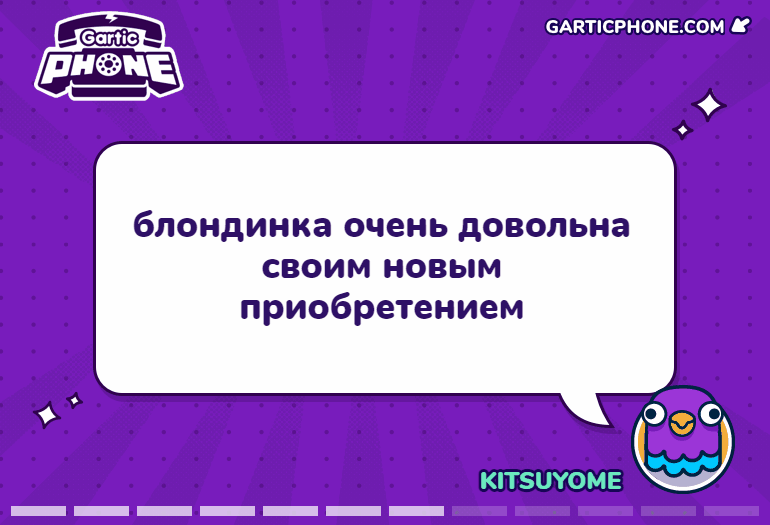 Gartic
PHONE
GARTICPHONE.COM
блондинка очень довольна
своим новым
приобретением
KITSUYOME